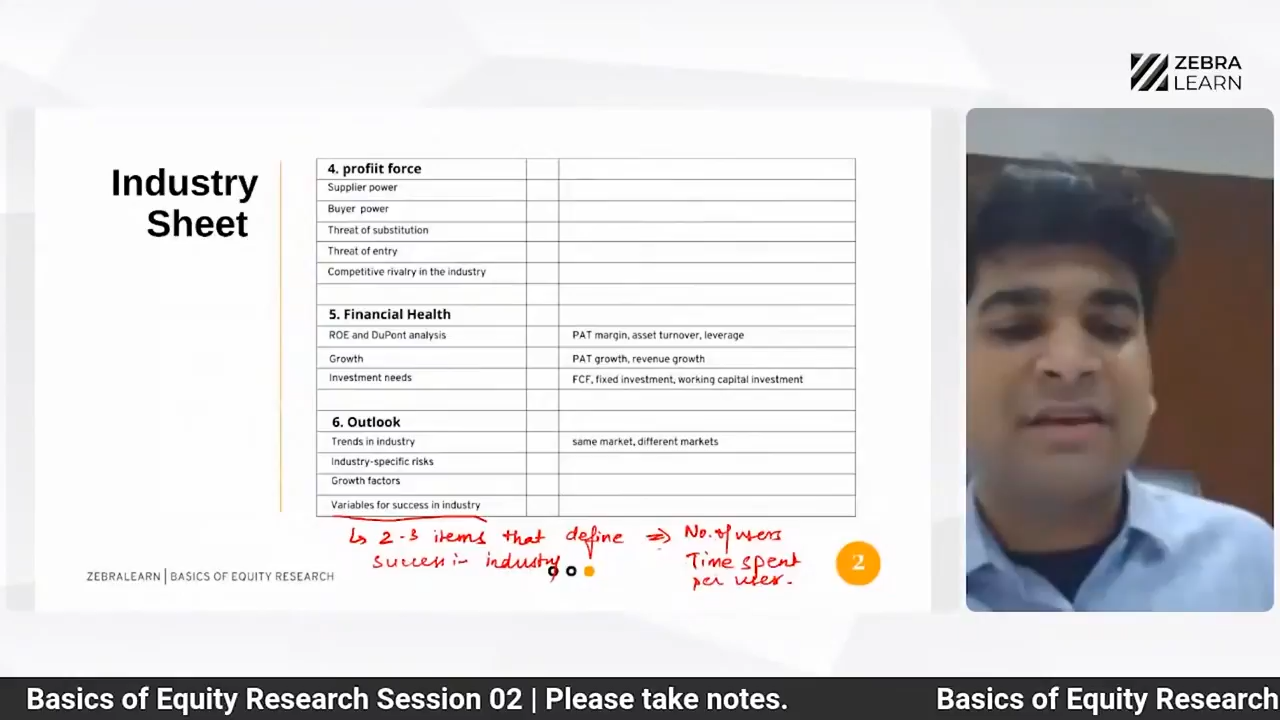 ZEBRA
LEARN
Industry
Sheet
4. profiit force
Supplier power
Buyer power
Threat of substitution
Threat of entry
Competitive rivalry in the industry
5. Financial Health
ROE and DuPont analysis PAT margin, asset turnover, leverage
Growth PAT growth, revenue growth
Investment needs FCF, fixed investment, working capital investment
6. Outlook
Trends in industry same market, different markets
Industry-specific risks
Growth factors
Variables for success in industry
↳ 2-3 items that define ⇒ No. of users
success in industry Time spent
per user.
ZEBRALEARN | BASICS OF EQUITY RESEARCH
2
Basics of Equity Research Session 02 | Please take notes. Basics of Equity Research